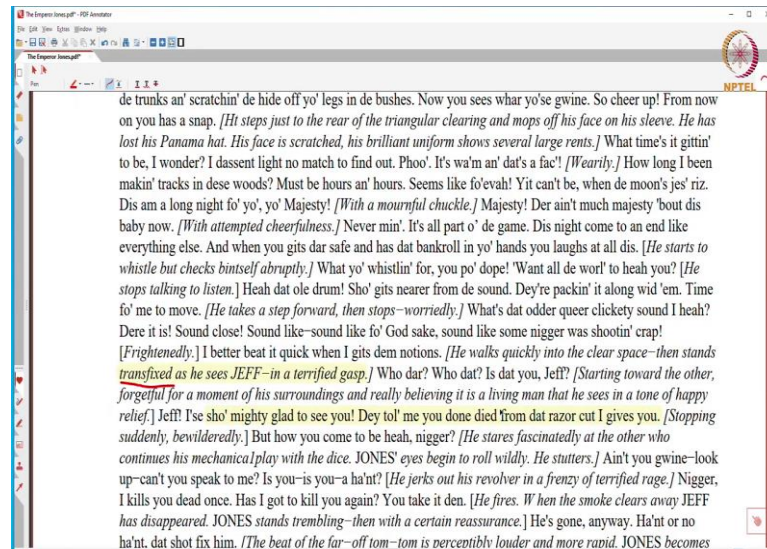 The Emperor Jones.pdf* - PDF Annotator
File Edit View Extras Window Help
The Emperor Jones.pdf*
Pen
NPTEL
de trunks an' scratchin' de hide off yo' legs in de bushes. Now you sees whar yo'se gwine. So cheer up! From now
on you has a snap. [Ht steps just to the rear of the triangular clearing and mops off his face on his sleeve. He has
lost his Panama hat. His face is scratched, his brilliant uniform shows several large rents.] What time's it gittin'
to be, I wonder? I dassent light no match to find out. Phoo'. It's wa'm an' dat's a fac'! [Wearily.] How long I been
makin' tracks in dese woods? Must be hours an' hours. Seems like fo'evah! Yit can't be, when de moon's jes' riz.
Dis am a long night fo' yo', yo' Majesty! [With a mournful chuckle.] Majesty! Der ain't much majesty 'bout dis
baby now. [With attempted cheerfulness.] Never min'. It's all part o' de game. Dis night come to an end like
everything else. And when you gits dar safe and has dat bankroll in yo' hands you laughs at all dis. [He starts to
whistle but checks bintself abruptly.] What yo' whistlin' for, you po' dope! 'Want all de worl' to heah you? [He
stops talking to listen.] Heah dat ole drum! Sho' gits nearer from de sound. Dey're packin' it along wid 'em. Time
fo' me to move. [He takes a step forward, then stops−worriedly.] What's dat odder queer clickety sound I heah?
Dere it is! Sound close! Sound like−sound like fo' God sake, sound like some nigger was shootin' crap!
[Frightenedly.] I better beat it quick when I gits dem notions. [He walks quickly into the clear space−then stands
transfixed as he sees JEFF−in a terrified gasp.] Who dar? Who dat? Is dat you, Jeff? [Starting toward the other,
forgetful for a moment of his surroundings and really believing it is a living man that he sees in a tone of happy
relief.] Jeff! I'se sho' mighty glad to see you! Dey tol' me you done died from dat razor cut I gives you. [Stopping
suddenly, bewilderedly.] But how you come to be heah, nigger? [He stares fascinatedly at the other who
continues his mechanica1play with the dice. JONES' eyes begin to roll wildly. He stutters.] Ain't you gwine−look
up−can't you speak to me? Is you−is you−a ha'nt? [He jerks out his revolver in a frenzy of terrified rage.] Nigger,
I kills you dead once. Has I got to kill you again? You take it den. [He fires. W hen the smoke clears away JEFF
has disappeared. JONES stands trembling−then with a certain reassurance.] He's gone, anyway. Ha'nt or no
ha'nt, dat shot fix him. [The beat of the far−off tom−tom is perceptibly louder and more rapid. JONES becomes